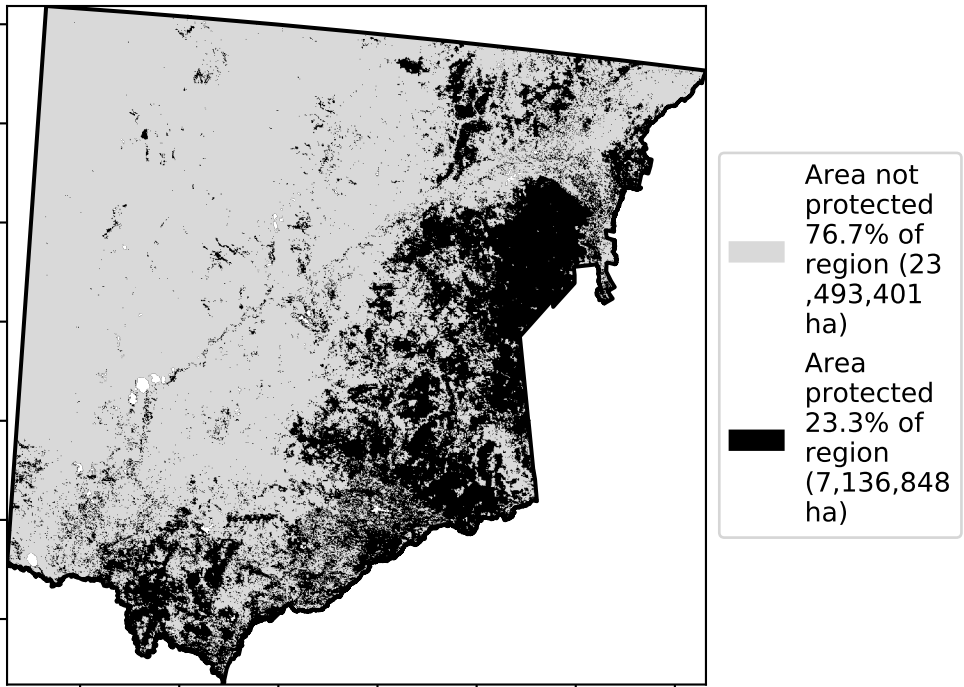 Area not
protected
76.7% of
region (23
,493,401
ha)
Area
protected
23.3% of
region
(7,136,848
ha)